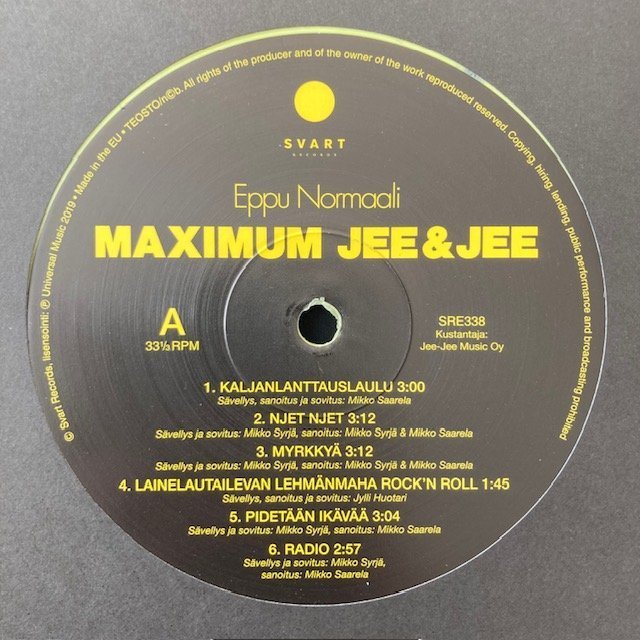 .SVART
RECORDS
Eppu Normaali
MAXIMUM JEE&JEE
A
33⅓ RPM
SRE338
Kustantaja:
Jee-Jee Music Oy
1. KALJANLANTTAUSLAULU 3:00
Sävellys, sanoitus ja sovitus: Mikko Saarela
2. NJET NJET 3:12
Sävellys ja sovitus: Mikko Syrjä, sanoitus: Mikko Syrjä & Mikko Saarela
3. MYRKKYÄ 3:12
Sävellys ja sovitus: Mikko Syrjä, sanoitus: Mikko Syrjä & Mikko Saarela
4. LAINELAUTAILEVAN LEHMÄNMAHA ROCK'N ROLL 1:45
Sävellys, sanoitus ja sovitus: Jylli Huotari
5. PIDETÄÄN IKÄVÄÄ 3:04
Sävellys ja sovitus: Mikko Syrjä, sanoitus: Mikko Saarela
6. RADIO 2:57
Sävellys ja sovitus: Mikko Syrjä,
sanoitus: Mikko Saarela
© Svart Records, lisensointi: ℗ Universal Music 2019 • Made in the EU • TEOSTO/n©b. All rights of the producer and of the owner of the work reproduced reserved. Copying, hiring, lending, public performance and broadcasting prohibited